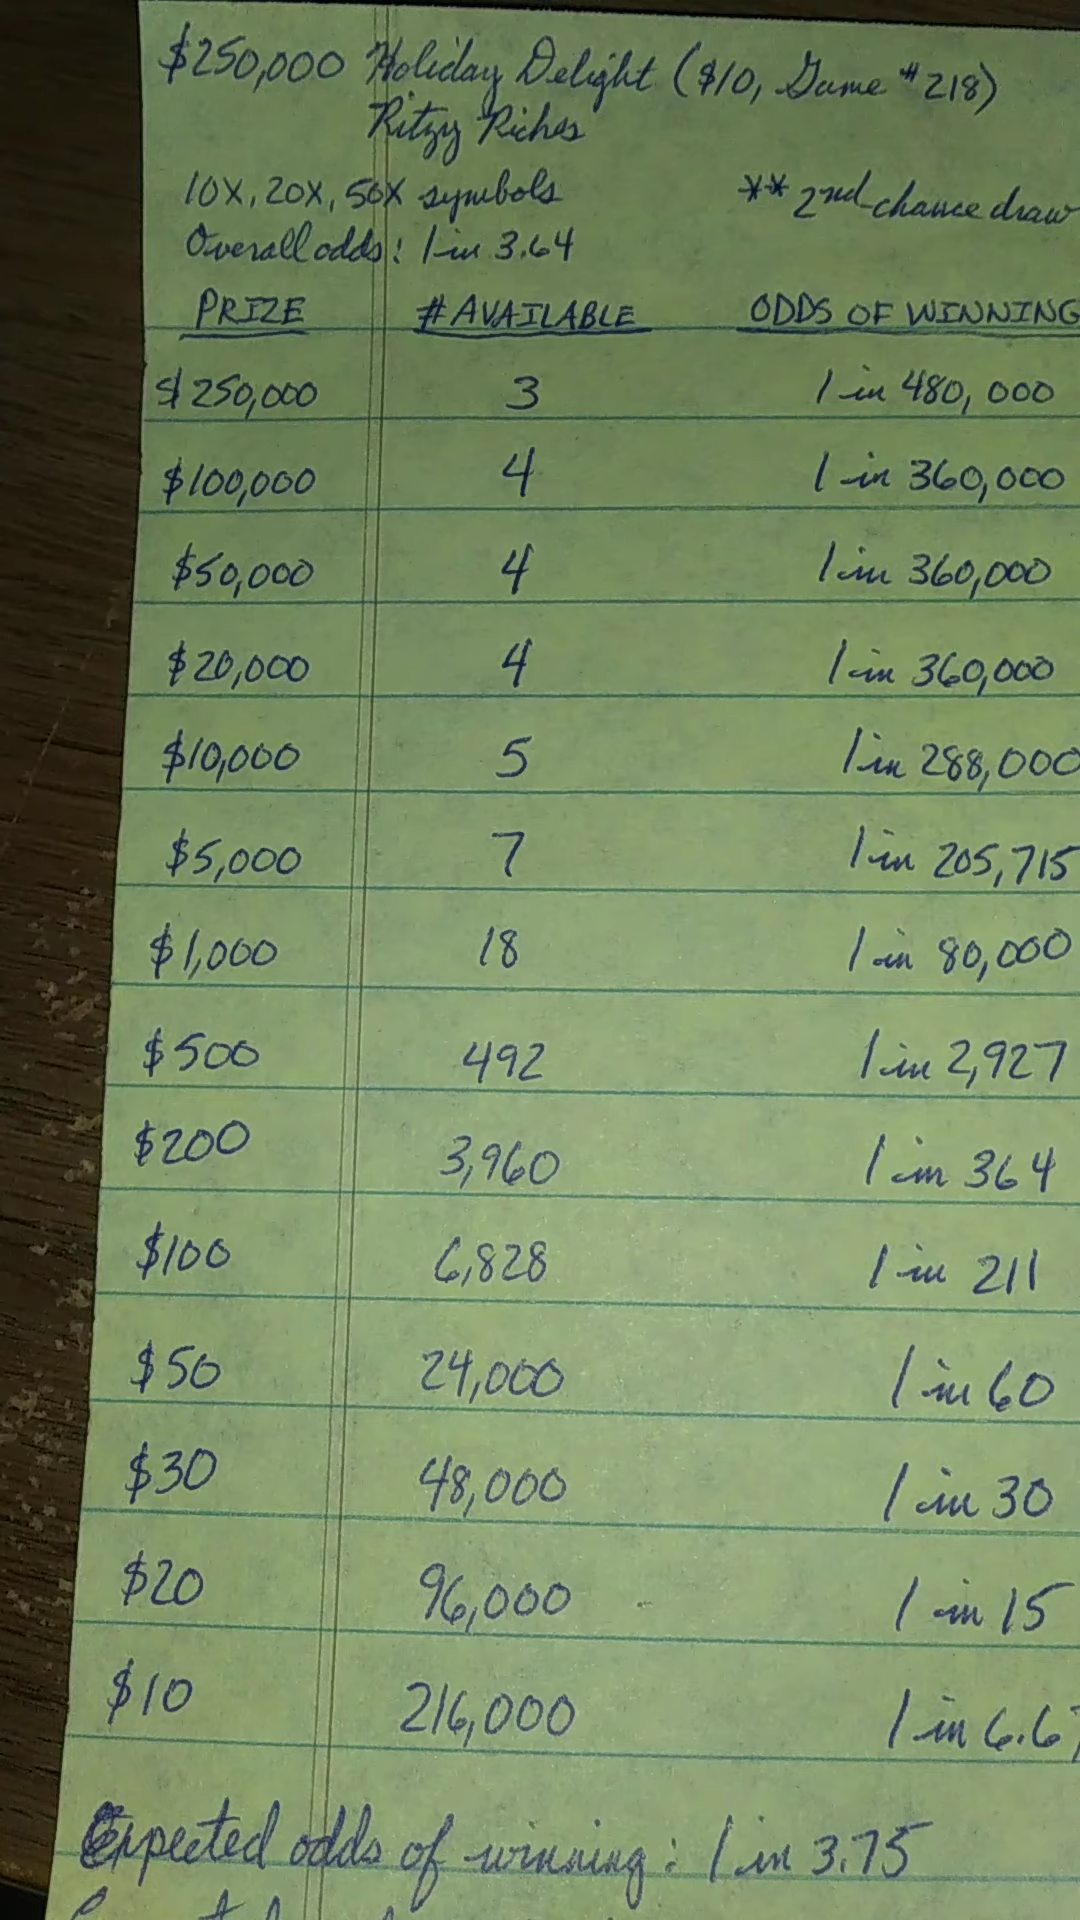 $250,000 Holiday Delight ($10, Game #218)
Ritzy Riches
10X, 20X, 50X symbols **2nd-chance draw
Overall odds: 1 in 3.64
PRIZE # AVAILABLE ODDS OF WINNING
$250,000 3 1 in 480,000
$100,000 4 1 in 360,000
$50,000 4 1 in 360,000
$20,000 4 1 in 360,000
$10,000 5 1 in 288,000
$5,000 7 1 in 205,715
$1,000 18 1 in 80,000
$500 492 1 in 2,927
$200 3,960 1 in 364
$100 6,828 1 in 211
$50 24,000 1 in 60
$30 48,000 1 in 30
$20 96,000 1 in 15
$10 216,000 1 in 6.67
Expected odds of winning: 1 in 3.75